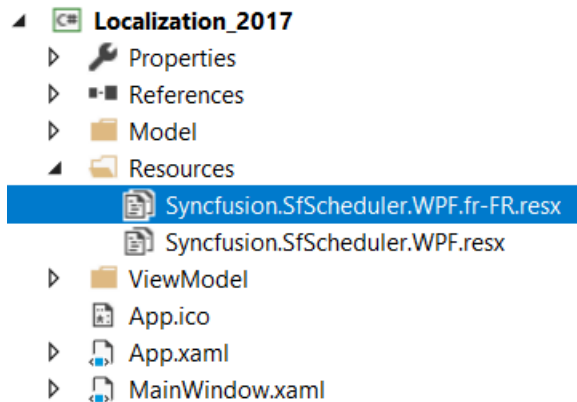 Localization_2017
Properties
References
Model
Resources
Syncfusion.SfScheduler.WPF.fr-FR.resx
Syncfusion.SfScheduler.WPF.resx
ViewModel
App.ico
App.xaml
MainWindow.xaml